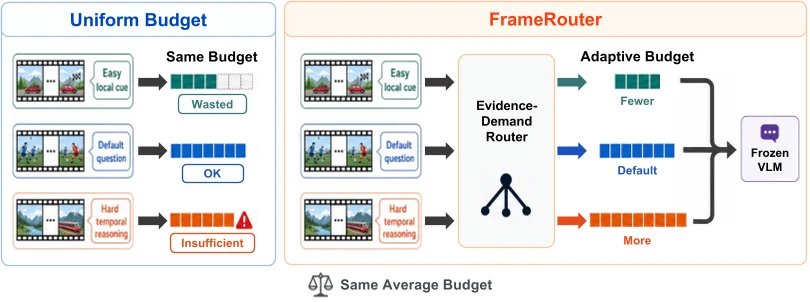 Uniform Budget
Same Budget
Easy
local cue
Wasted
Default
question
OK
Hard
temporal
reasoning
Insufficient
FrameRouter
Easy
local cue
Default
question
Hard
temporal
reasoning
Evidence-
Demand
Router
Adaptive Budget
Fewer
Default
More
Frozen
VLM
Same Average Budget